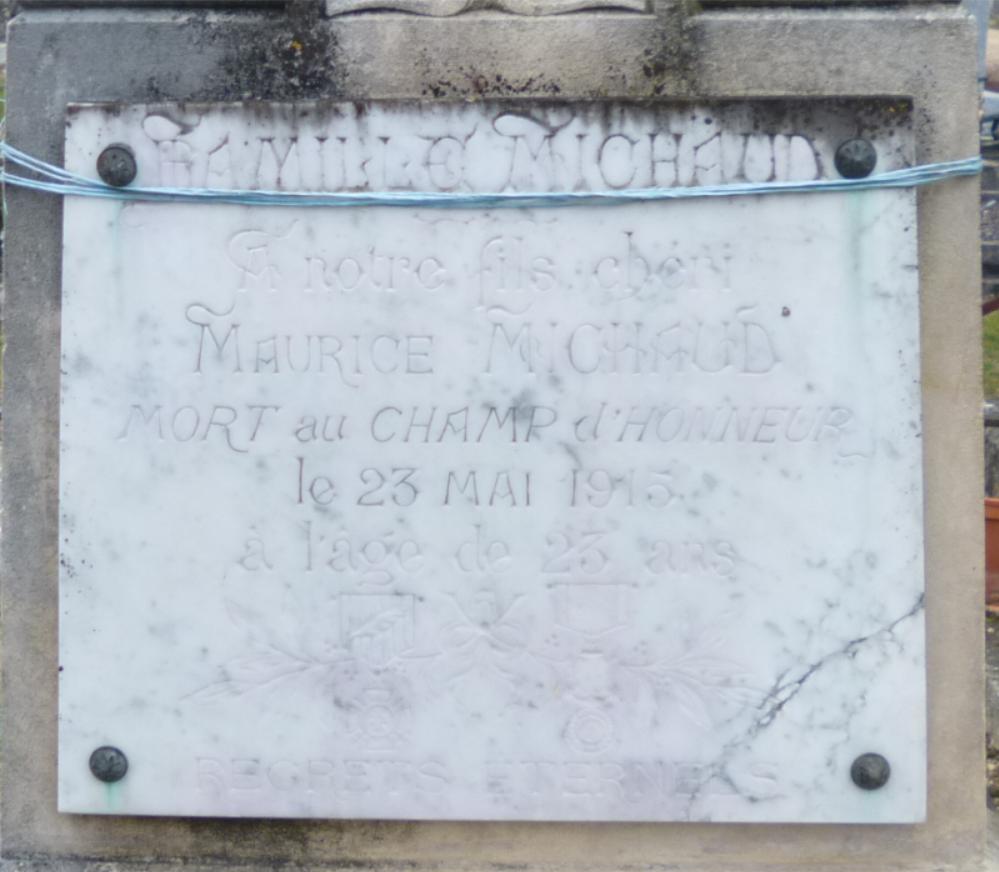 FAMILLE MICHAUD
A notre fils chéri
MAURICE MICHAUD
MORT au CHAMP d'HONNEUR
le 23 MAI 1915
à l'âge de 23 ans
REGRETS ETERNELS